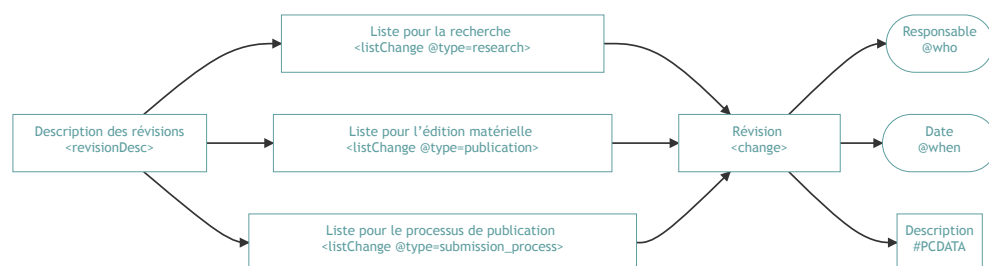 Liste pour la recherche
<listChange @type=research>
Responsable
@who
Description des révisions
<revisionDesc>
Liste pour l’édition matérielle
<listChange @type=publication>
Révision
<change>
Date
@when
Liste pour le processus de publication
<listChange @type=submission_process>
Description
#PCDATA